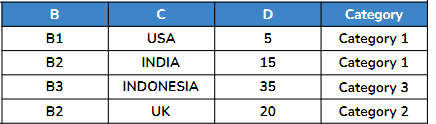 B C D Category
B1 USA 5 Category 1
B2 INDIA 15 Category 1
B3 INDONESIA 35 Category 3
B2 UK 20 Category 2